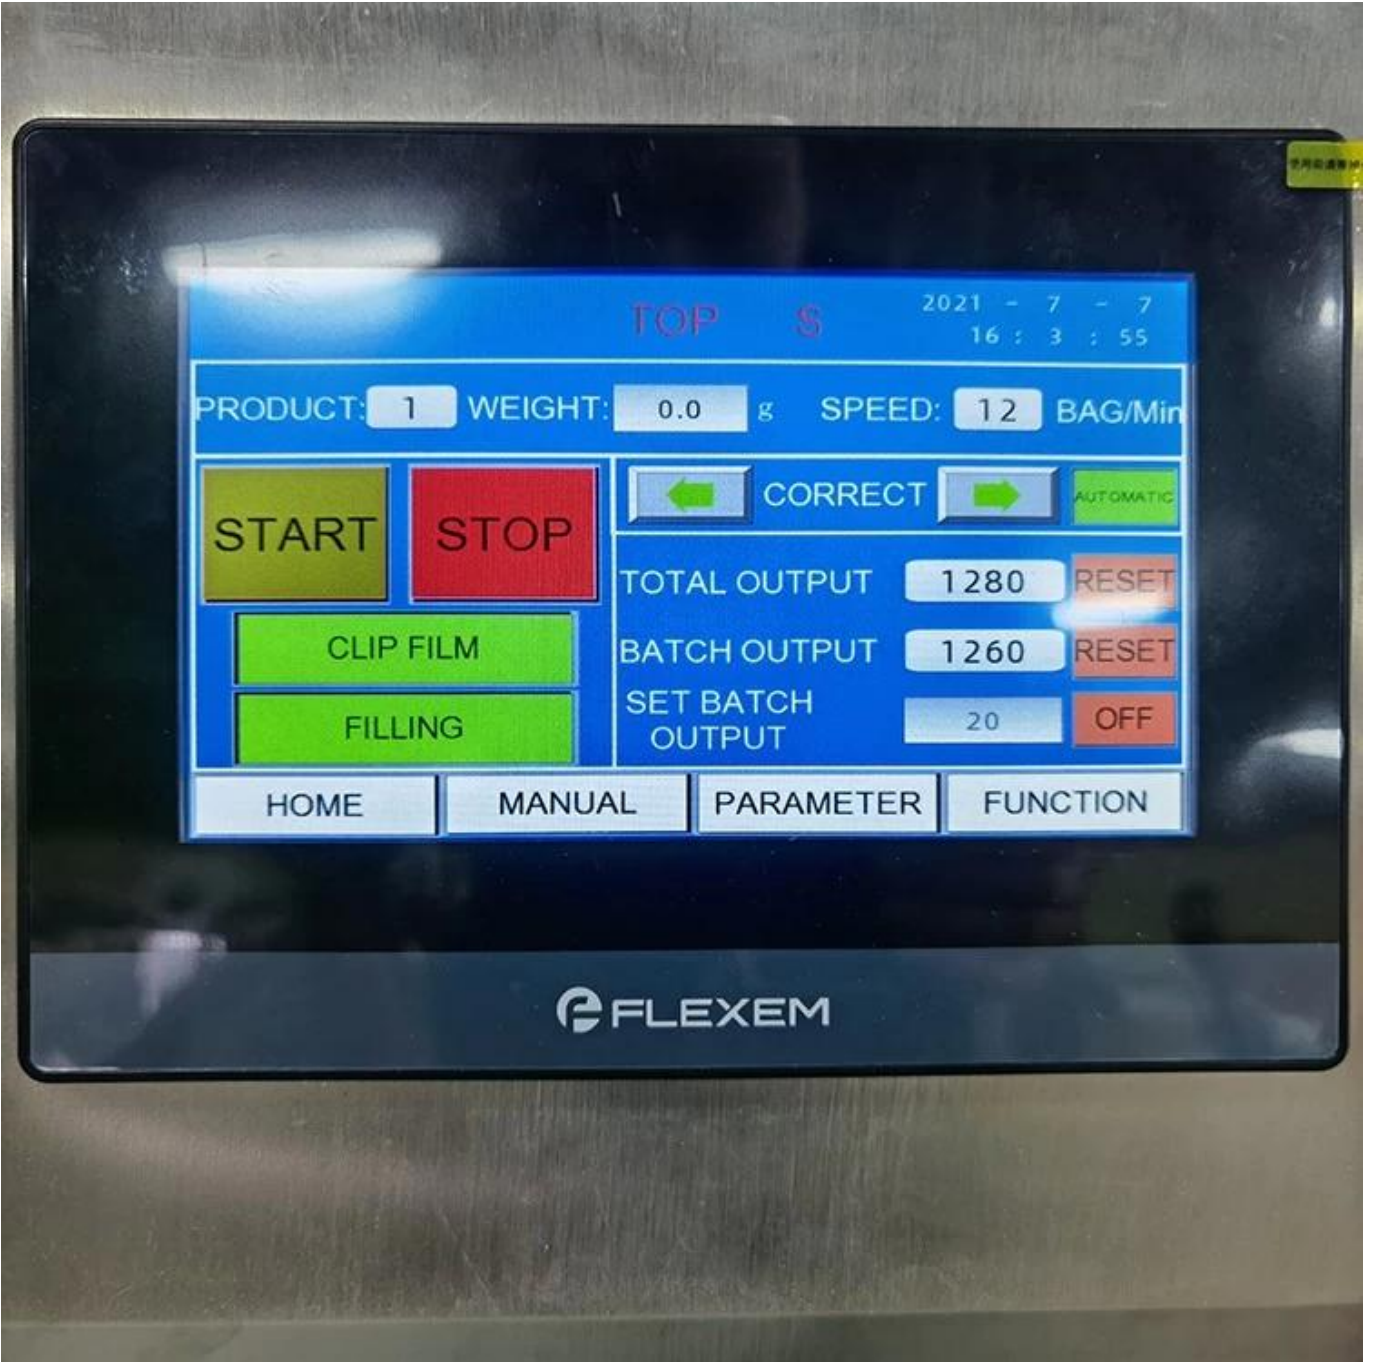 TOP S
2021 - 7 - 7
16 : 3 : 55
PRODUCT: 1 WEIGHT: 0.0 g SPEED: 12 BAG/Min
START STOP
CORRECT AUTOMATIC
TOTAL OUTPUT 1280 RESET
CLIP FILM
BATCH OUTPUT 1260 RESET
FILLING
SET BATCH
OUTPUT 20 OFF
HOME MANUAL PARAMETER FUNCTION
FLEXEM